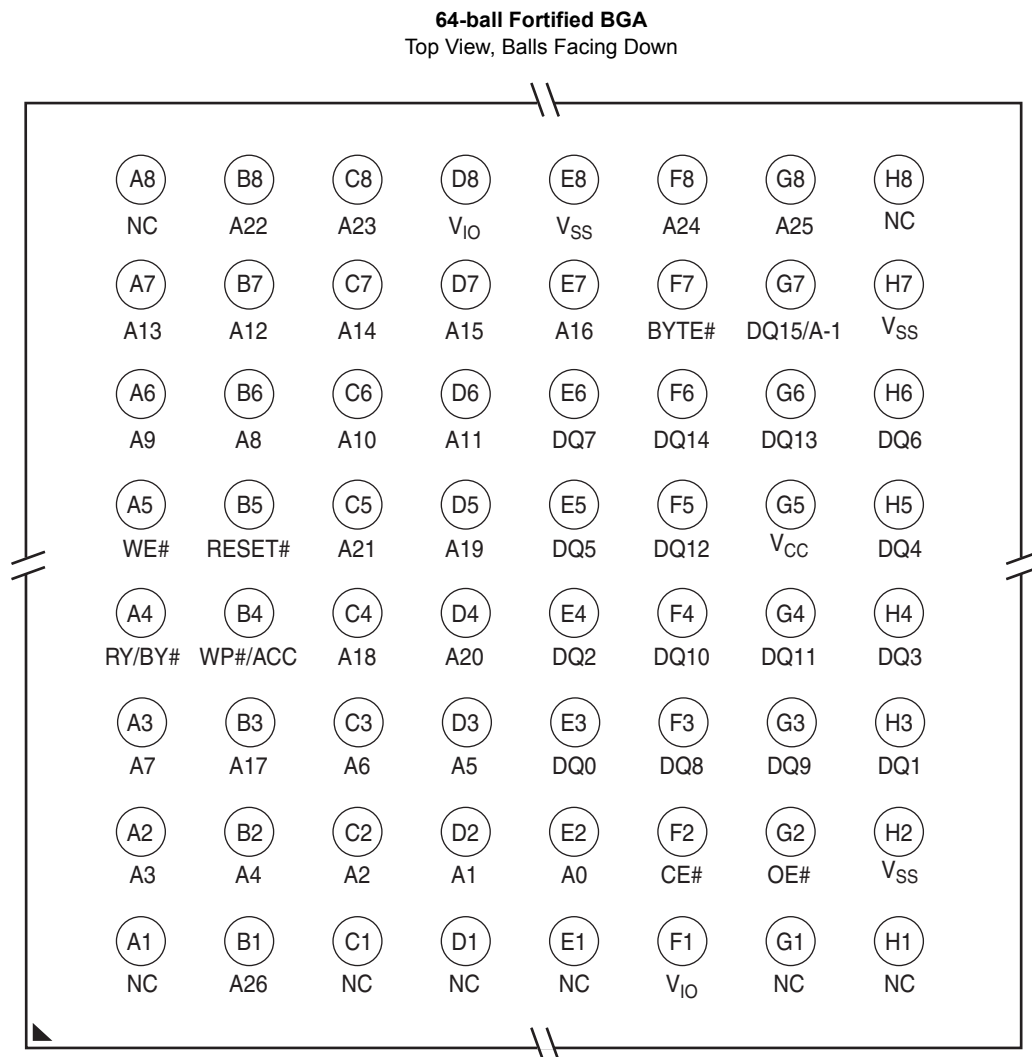 64-ball Fortified BGA
Top View, Balls Facing Down
A8 B8 C8 D8 E8 F8 G8 H8
NC A22 A23 VIO VSS A24 A25 NC
A7 B7 C7 D7 E7 F7 G7 H7
A13 A12 A14 A15 A16 BYTE# DQ15/A-1 VSS
A6 B6 C6 D6 E6 F6 G6 H6
A9 A8 A10 A11 DQ7 DQ14 DQ13 DQ6
A5 B5 C5 D5 E5 F5 G5 H5
WE# RESET# A21 A19 DQ5 DQ12 VCC DQ4
A4 B4 C4 D4 E4 F4 G4 H4
RY/BY# WP#/ACC A18 A20 DQ2 DQ10 DQ11 DQ3
A3 B3 C3 D3 E3 F3 G3 H3
A7 A17 A6 A5 DQ0 DQ8 DQ9 DQ1
A2 B2 C2 D2 E2 F2 G2 H2
A3 A4 A2 A1 A0 CE# OE# VSS
A1 B1 C1 D1 E1 F1 G1 H1
NC A26 NC NC NC VIO NC NC